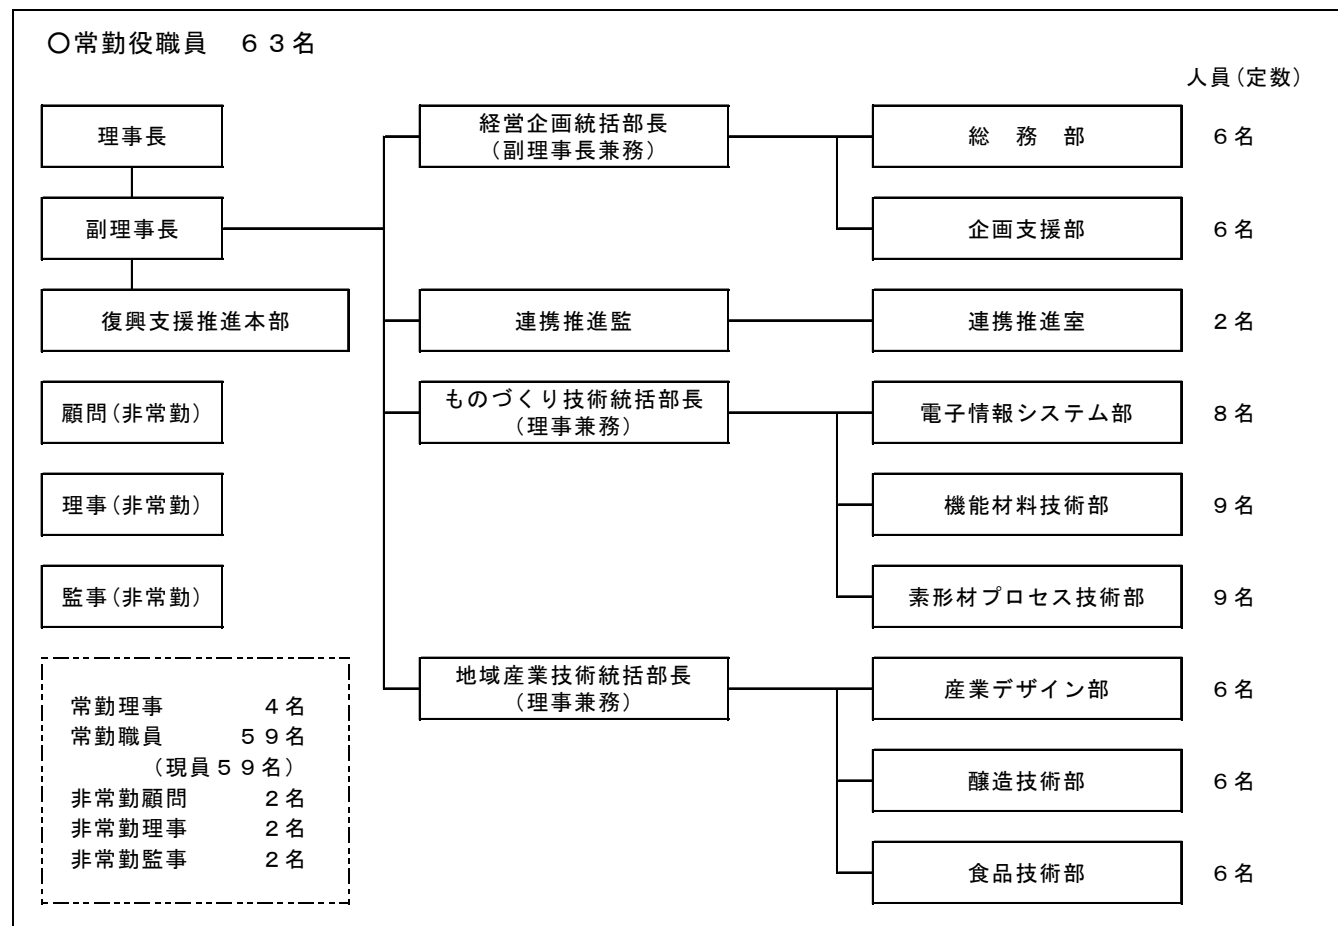 〇常勤役職員　６３名
人員(定数)
理事長
経営企画統括部長
(副理事長兼務)
総　務　部
６名
副理事長
企画支援部
６名
復興支援推進本部
連携推進監
連携推進室
２名
顧問(非常勤)
ものづくり技術統括部長
(理事兼務)
電子情報システム部
８名
理事(非常勤)
機能材料技術部
９名
監事(非常勤)
素形材プロセス技術部
９名
地域産業技術統括部長
(理事兼務)
産業デザイン部
６名
常勤理事　４名
常勤職員　５９名
(現員５９名)
非常勤顧問　２名
非常勤理事　２名
非常勤監事　２名
醸造技術部
６名
食品技術部
６名